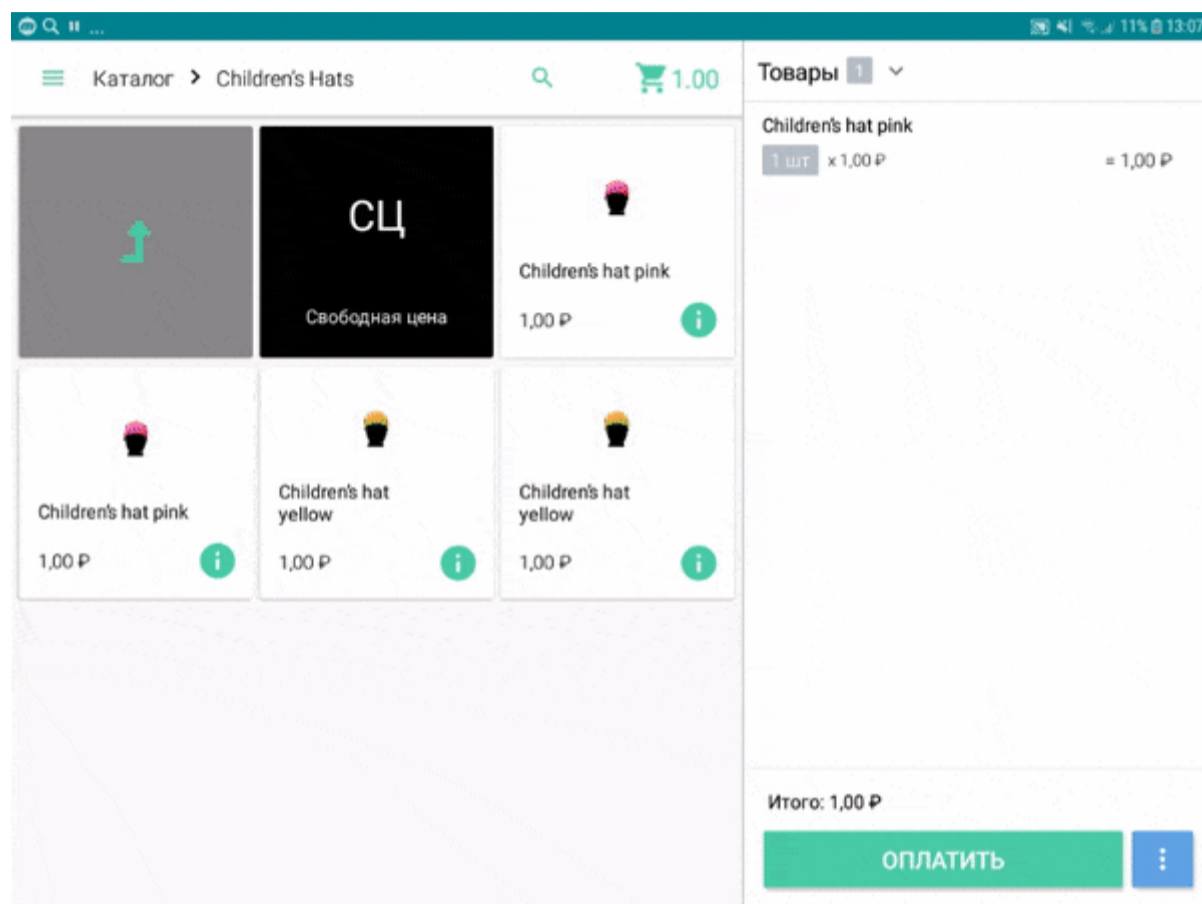 ... 11% 13:07
Каталог > Children's Hats 1.00
СЦ
Свободная цена
Children's hat pink
1,00 ₽
Children's hat pink
1,00 ₽
Children's hat
yellow
1,00 ₽
Children's hat
yellow
1,00 ₽
Товары 1
Children's hat pink
1 шт x 1,00 ₽ = 1,00 ₽
Итого: 1,00 ₽
ОПЛАТИТЬ